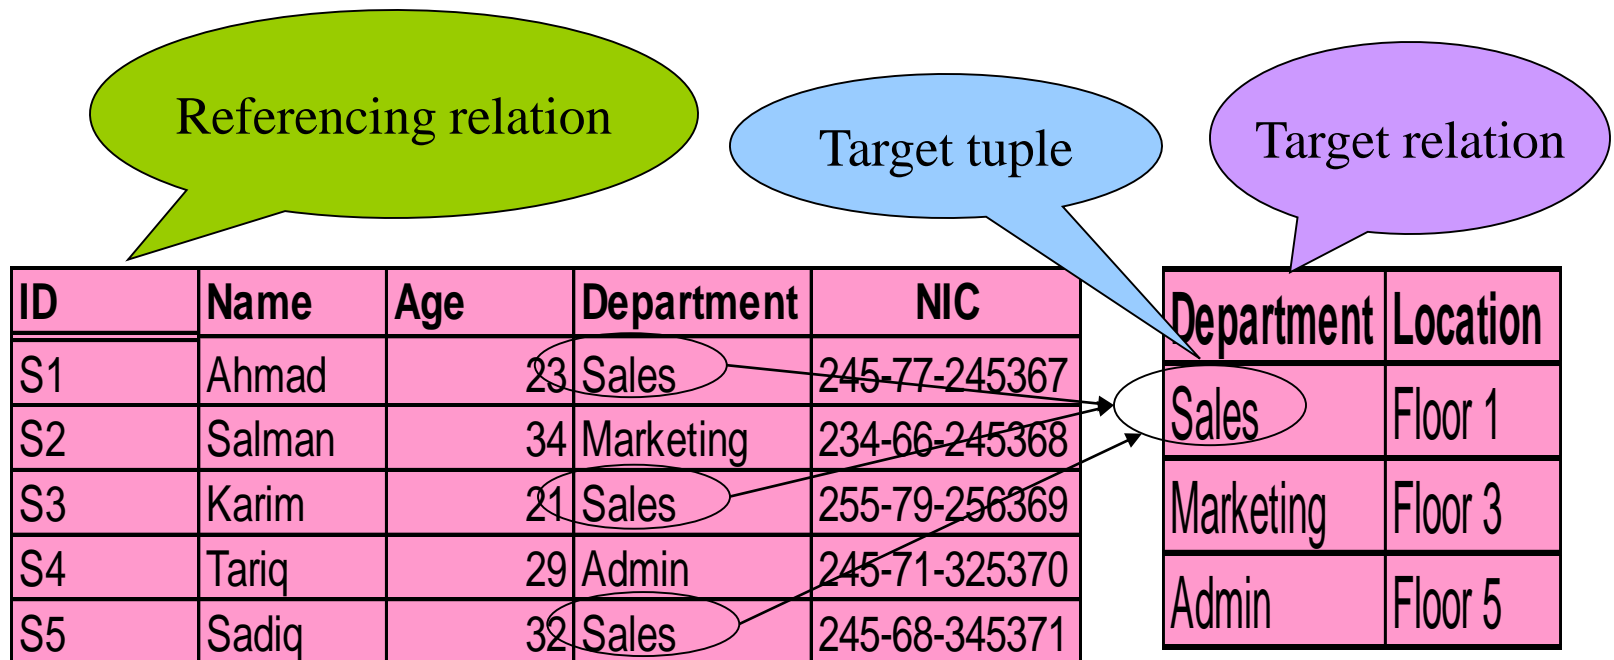 Referencing relation
Target tuple
Target relation
ID Name Age Department NIC
S1 Ahmad 23 Sales 245-77-245367
S2 Salman 34 Marketing 234-66-245368
S3 Karim 21 Sales 255-79-256369
S4 Tariq 29 Admin 245-71-325370
S5 Sadiq 32 Sales 245-68-345371
Department Location
Sales Floor 1
Marketing Floor 3
Admin Floor 5